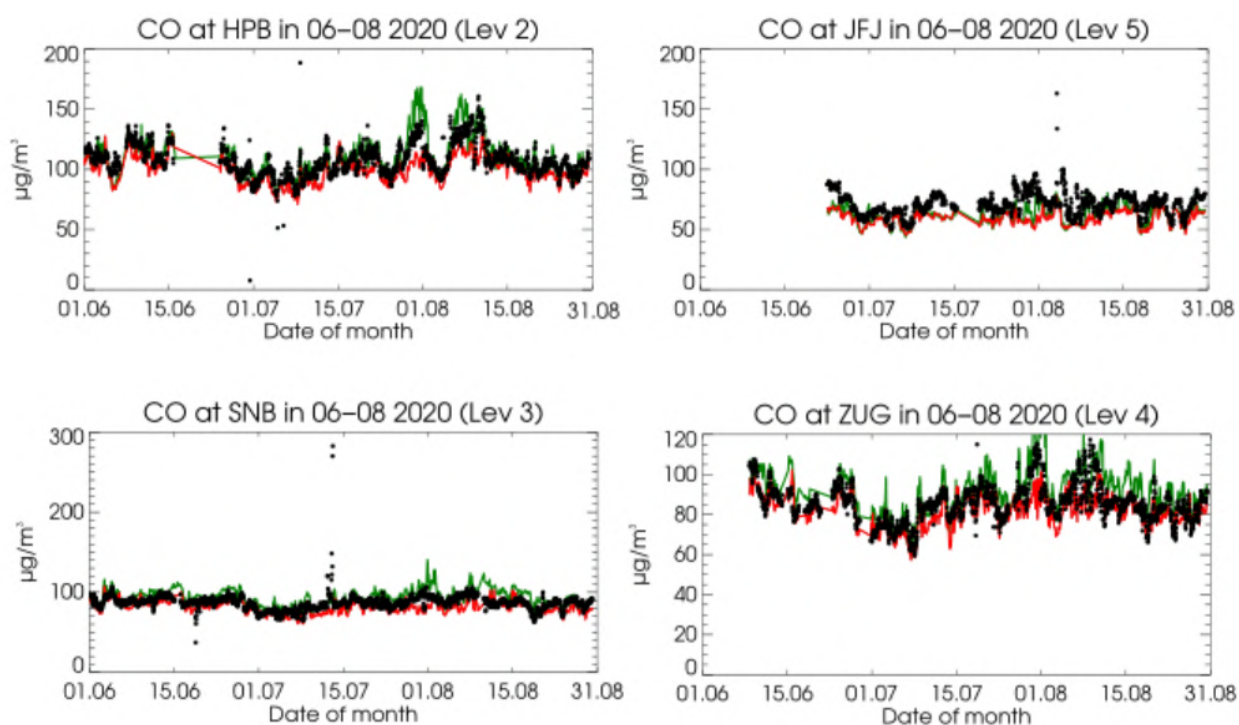 CO at HPB in 06–08 2020 (Lev 2)
200
150
100
50
0
µg/m³
01.06 15.06 01.07 15.07 01.08 15.08 31.08
Date of month
CO at JFJ in 06–08 2020 (Lev 5)
200
150
100
50
0
µg/m³
01.06 15.06 01.07 15.07 01.08 15.08 31.08
Date of month
CO at SNB in 06–08 2020 (Lev 3)
300
200
100
0
µg/m³
01.06 15.06 01.07 15.07 01.08 15.08 31.08
Date of month
CO at ZUG in 06–08 2020 (Lev 4)
120
100
80
60
40
20
0
µg/m³
01.06 15.06 01.07 15.07 01.08 15.08 31.08
Date of month